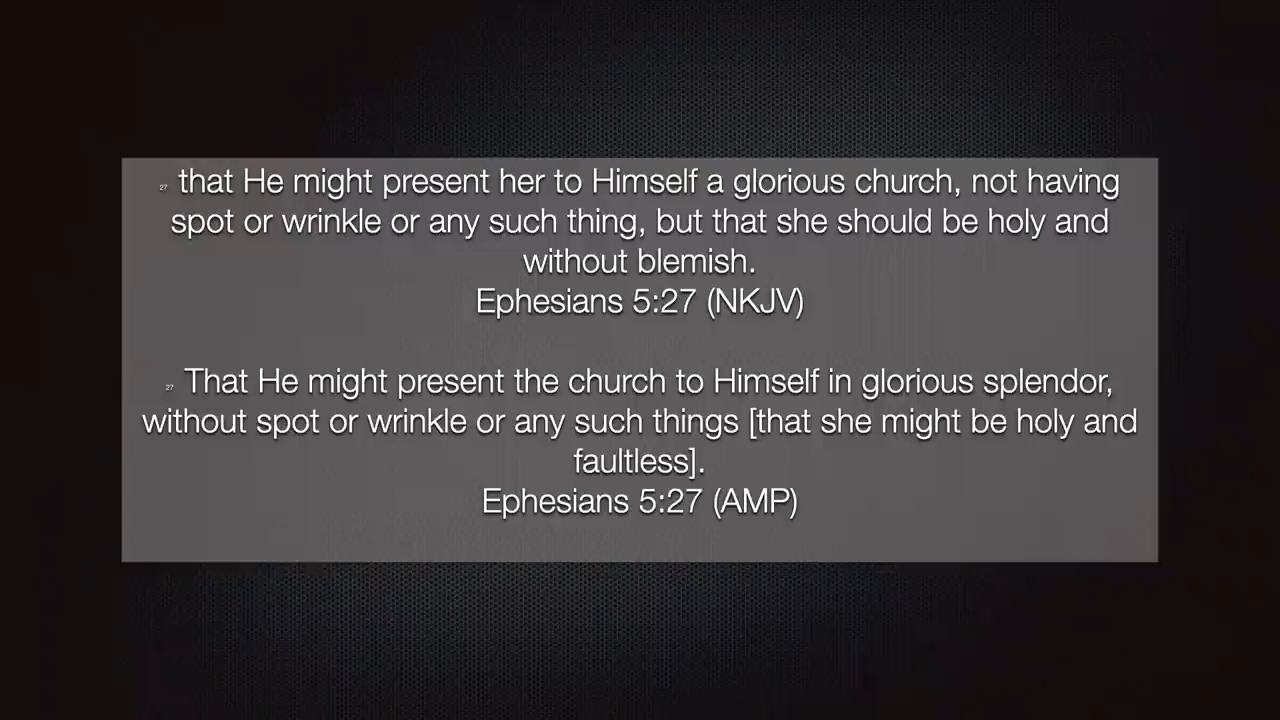 27 that He might present her to Himself a glorious church, not having
spot or wrinkle or any such thing, but that she should be holy and
without blemish.
Ephesians 5:27 (NKJV)
27 That He might present the church to Himself in glorious splendor,
without spot or wrinkle or any such things [that she might be holy and
faultless].
Ephesians 5:27 (AMP)